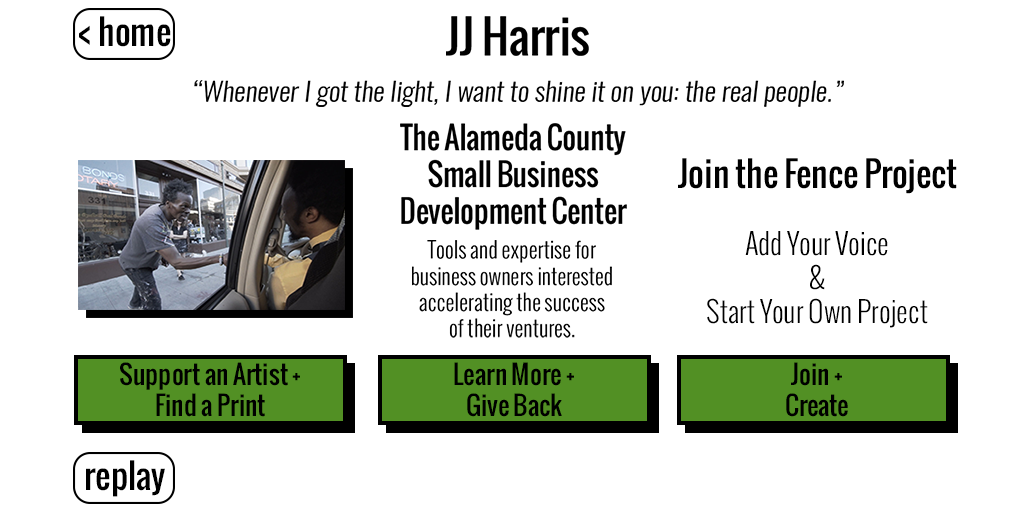 < home
JJ Harris
“Whenever I got the light, I want to shine it on you: the real people.”
BONDS
NOTARY
331
The Alameda County
Small Business
Development Center
Tools and expertise for
business owners interested
accelerating the success
of their ventures.
Join the Fence Project
Add Your Voice
&
Start Your Own Project
Support an Artist +
Find a Print
Learn More +
Give Back
Join +
Create
replay